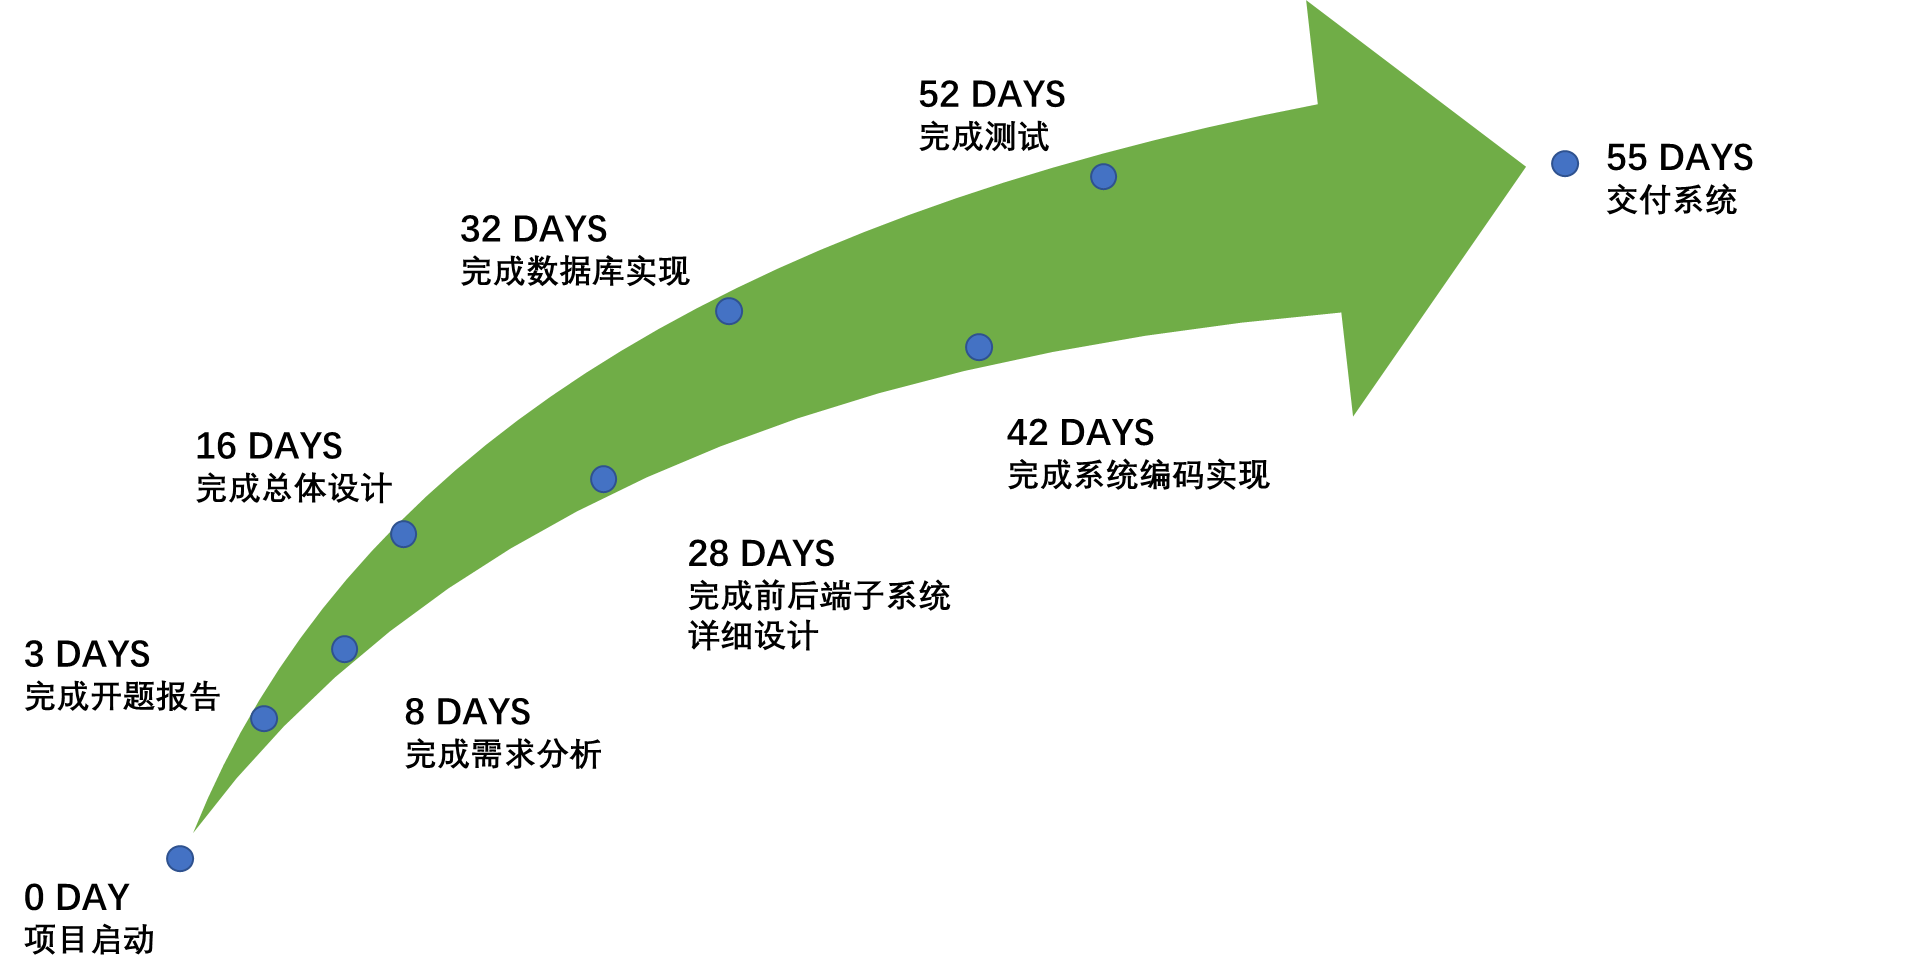 52 DAYS
完成测试
55 DAYS
交付系统
32 DAYS
完成数据库实现
42 DAYS
完成系统编码实现
16 DAYS
完成总体设计
28 DAYS
完成前后端子系统
详细设计
3 DAYS
完成开题报告
8 DAYS
完成需求分析
0 DAY
项目启动